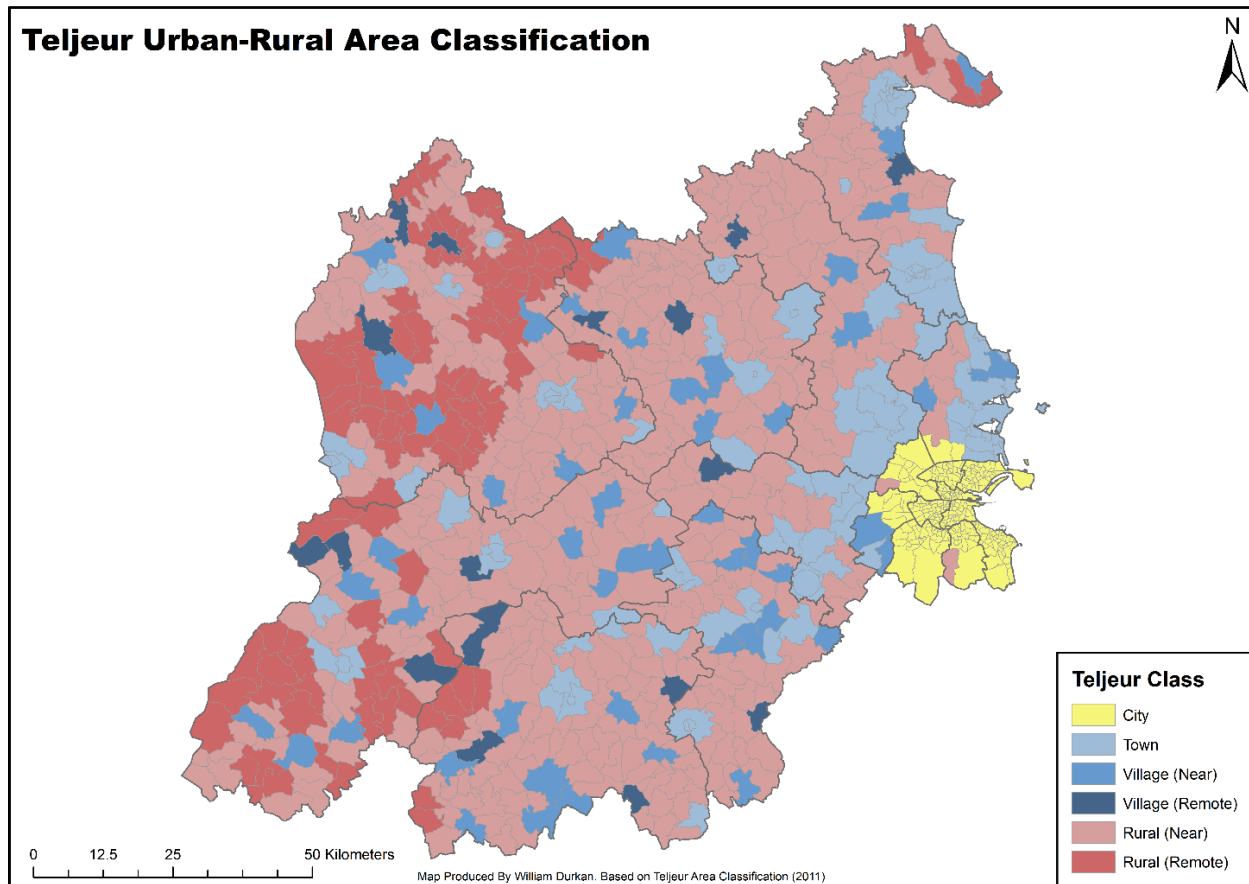 Teljeur Urban-Rural Area Classification
N
Teljeur Class
City
Town
Village (Near)
Village (Remote)
Rural (Near)
Rural (Remote)
0 12.5 25 50 Kilometers
Map Produced By William Durkan. Based on Teljeur Area Classification (2011)